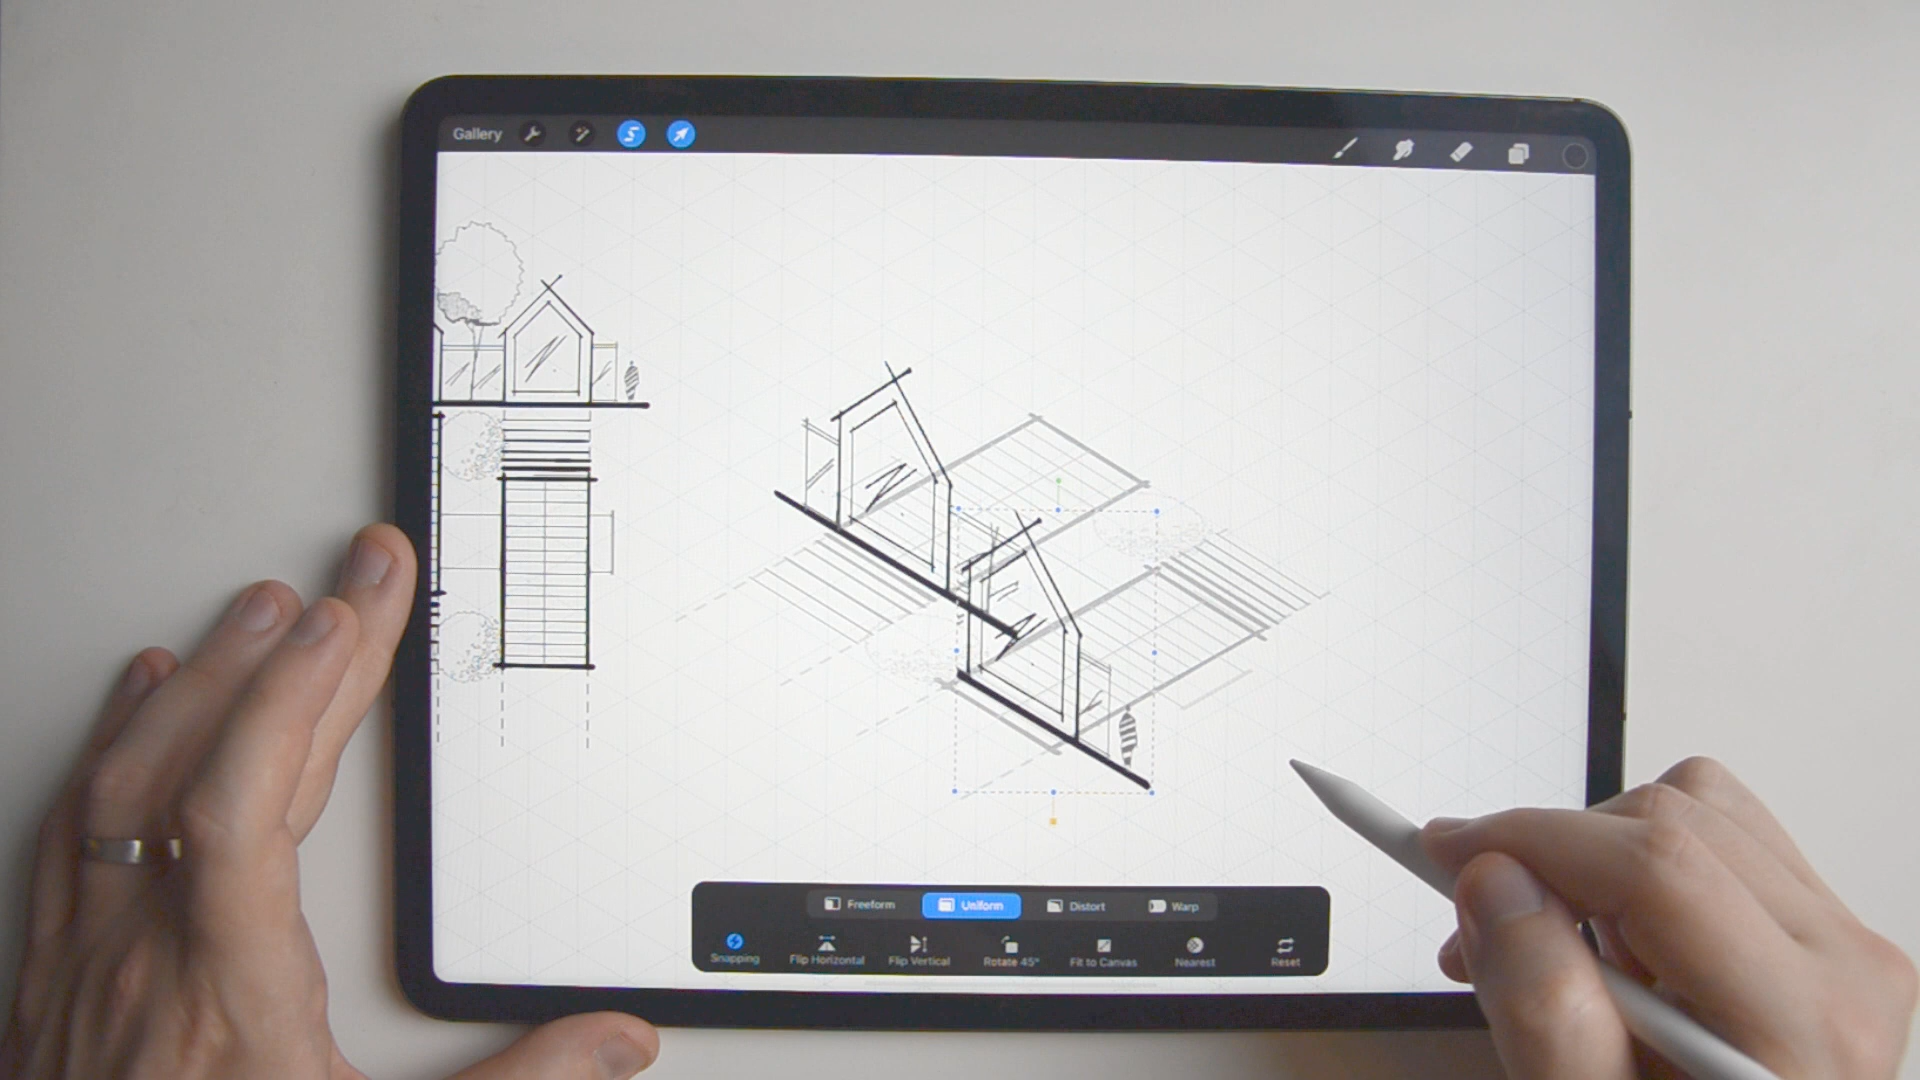 Gallery
Freeform Uniform Distort Warp
Snapping Flip Horizontal Flip Vertical Rotate 45° Fit to Canvas Nearest Reset